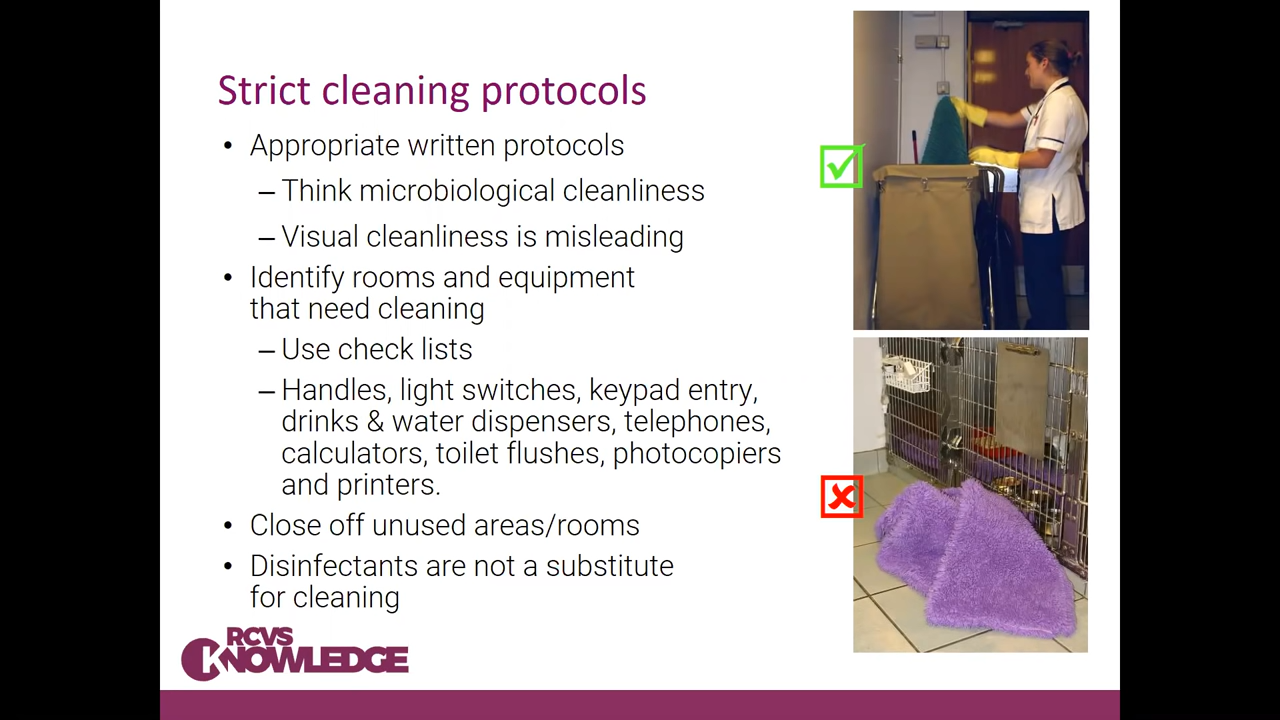 Strict cleaning protocols
• Appropriate written protocols
– Think microbiological cleanliness
– Visual cleanliness is misleading
• Identify rooms and equipment
that need cleaning
– Use check lists
– Handles, light switches, keypad entry,
drinks & water dispensers, telephones,
calculators, toilet flushes, photocopiers
and printers.
• Close off unused areas/rooms
• Disinfectants are not a substitute
for cleaning
RCVS
KNOWLEDGE